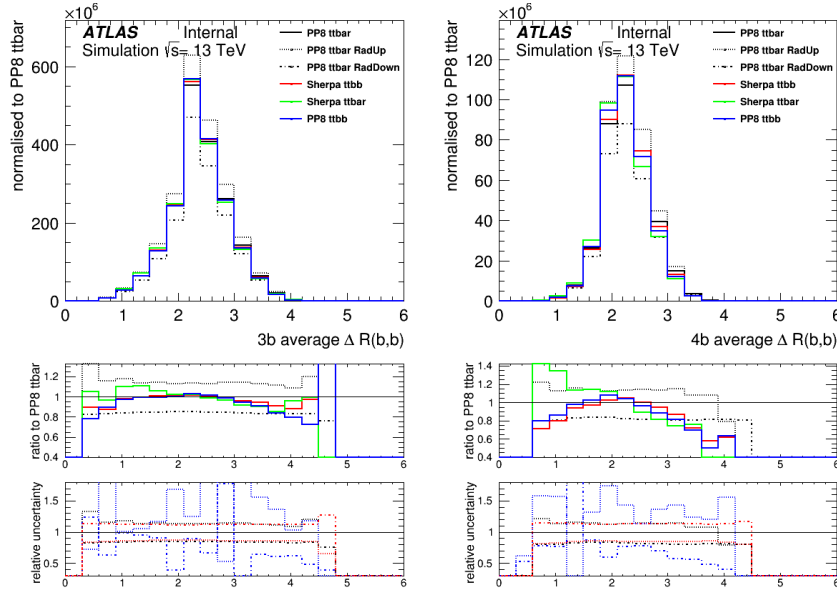 ×10⁶
ATLAS Internal
Simulation √s= 13 TeV
PP8 ttbar
PP8 ttbar RadUp
PP8 ttbar RadDown
Sherpa ttbb
Sherpa ttbar
PP8 ttbb
normalised to PP8 ttbar
600
400
200
0
0 1 2 3 4 5 6
3b average Δ R(b,b)
ratio to PP8 ttbar
1.2
1
0.8
0.6
0.4
0 1 2 3 4 5 6
relative uncertainty
1.5
1
0.5
0 1 2 3 4 5 6
×10⁶
ATLAS Internal
Simulation √s= 13 TeV
PP8 ttbar
PP8 ttbar RadUp
PP8 ttbar RadDown
Sherpa ttbb
Sherpa ttbar
PP8 ttbb
normalised to PP8 ttbar
120
100
80
60
40
20
0
0 1 2 3 4 5 6
4b average Δ R(b,b)
ratio to PP8 ttbar
1.4
1.2
1
0.8
0.6
0.4
0 1 2 3 4 5 6
relative uncertainty
1.5
1
0.5
0 1 2 3 4 5 6